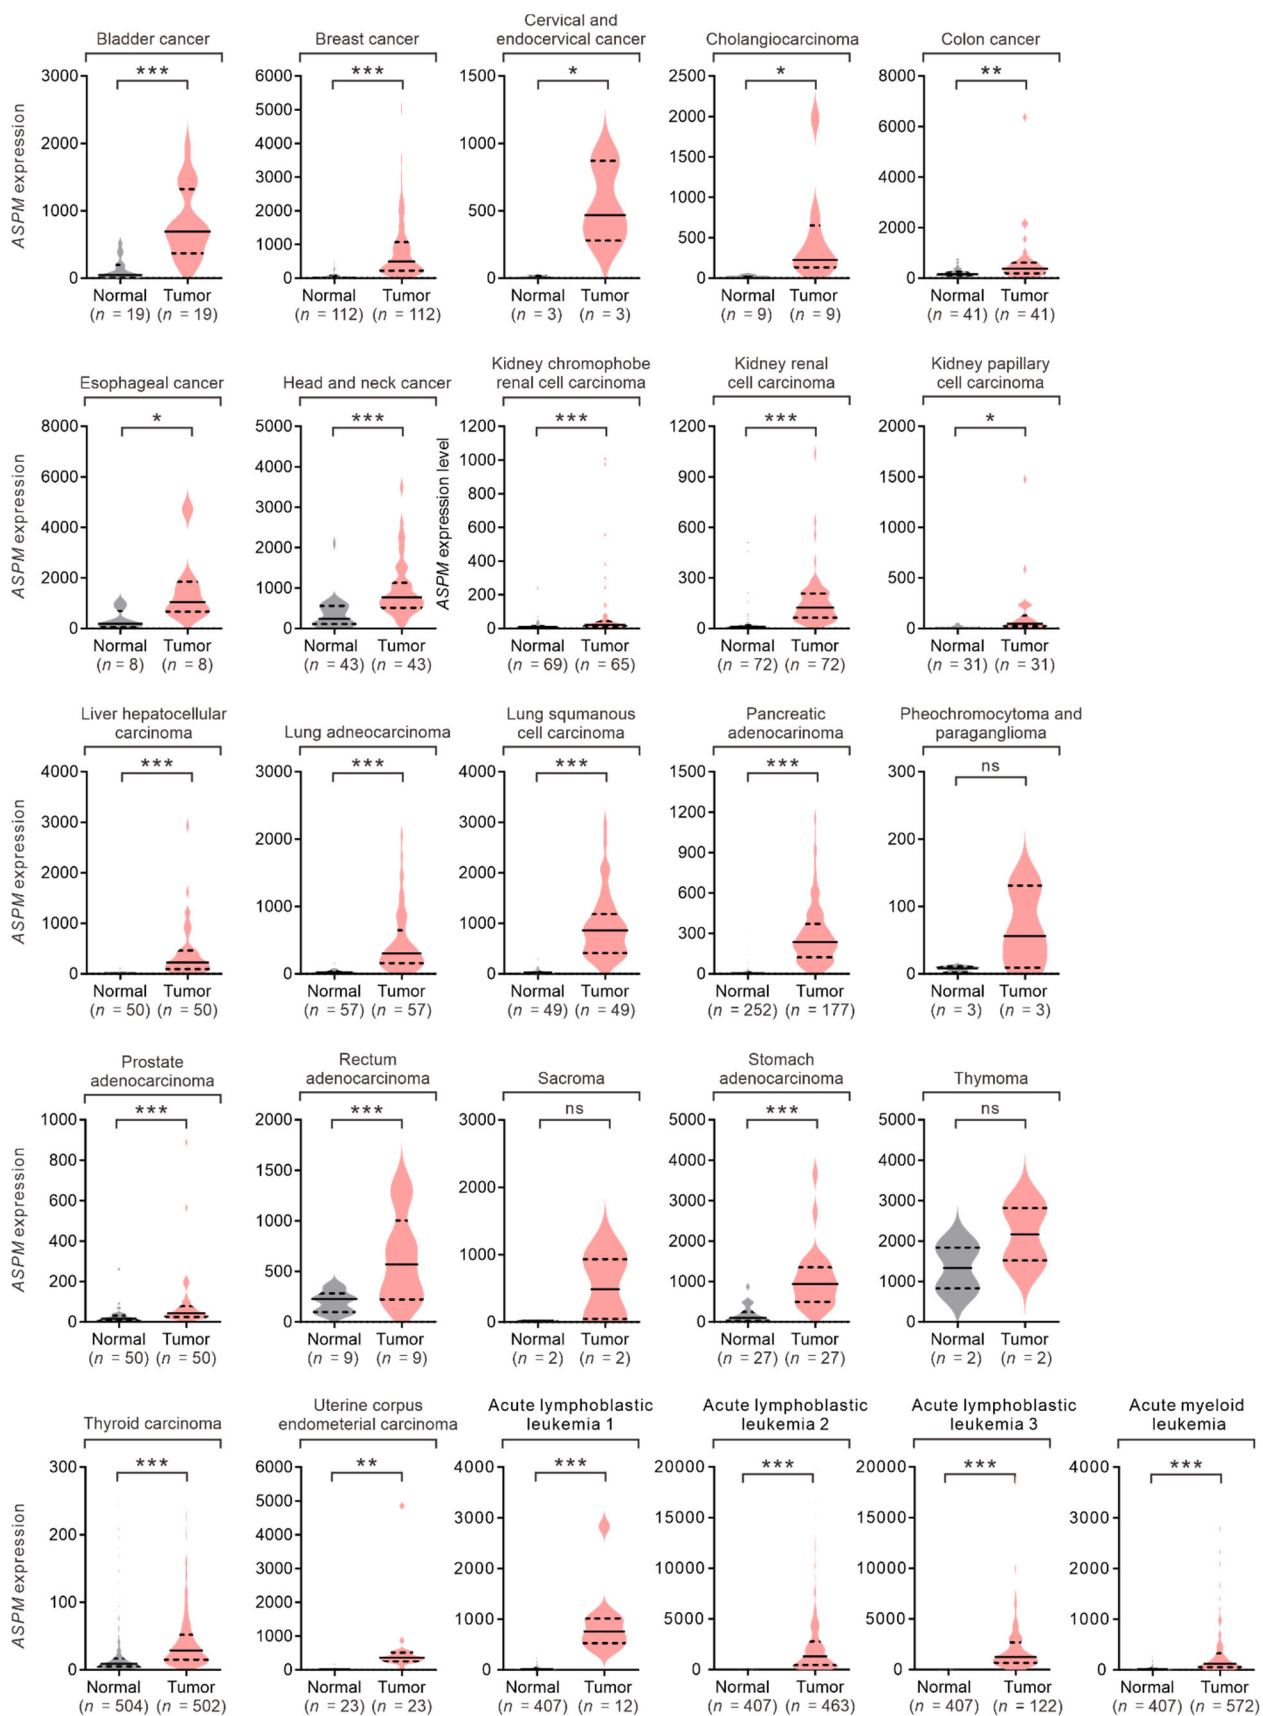 Bladder cancer
Breast cancer
Cervical and
endocervical cancer
Cholangiocarcinoma
Colon cancer
ASPM expression
3000
2000
1000
0
***
Normal Tumor
(n = 19) (n = 19)
6000
5000
4000
3000
2000
1000
0
***
Normal Tumor
(n = 112) (n = 112)
1500
1000
500
0
*
Normal Tumor
(n = 3) (n = 3)
2500
2000
1500
1000
500
0
*
Normal Tumor
(n = 9) (n = 9)
8000
6000
4000
2000
0
**
Normal Tumor
(n = 41) (n = 41)
Esophageal cancer
Head and neck cancer
Kidney chromophobe
renal cell carcinoma
Kidney renal
cell carcinoma
Kidney papillary
cell carcinoma
ASPM expression
8000
6000
4000
2000
0
*
Normal Tumor
(n = 8) (n = 8)
5000
4000
3000
2000
1000
0
***
Normal Tumor
(n = 43) (n = 43)
ASPM expression level
1200
1000
800
600
400
200
0
***
Normal Tumor
(n = 69) (n = 65)
1200
900
600
300
0
***
Normal Tumor
(n = 72) (n = 72)
2000
1500
1000
500
0
*
Normal Tumor
(n = 31) (n = 31)
Liver hepatocellular
carcinoma
Lung adneocarcinoma
Lung squmanous
cell carcinoma
Pancreatic
adenocarinoma
Pheochromocytoma and
paraganglioma
ASPM expression
4000
3000
2000
1000
0
***
Normal Tumor
(n = 50) (n = 50)
3000
2000
1000
0
***
Normal Tumor
(n = 57) (n = 57)
4000
3000
2000
1000
0
***
Normal Tumor
(n = 49) (n = 49)
1500
1200
900
600
300
0
***
Normal Tumor
(n = 252) (n = 177)
300
200
100
0
ns
Normal Tumor
(n = 3) (n = 3)
Prostate
adenocarcinoma
Rectum
adenocarcinoma
Sacroma
Stomach
adenocarcinoma
Thymoma
ASPM expression
1000
800
600
400
200
0
***
Normal Tumor
(n = 50) (n = 50)
2000
1500
1000
500
0
***
Normal Tumor
(n = 9) (n = 9)
3000
2000
1000
0
ns
Normal Tumor
(n = 2) (n = 2)
5000
4000
3000
2000
1000
0
***
Normal Tumor
(n = 27) (n = 27)
5000
4000
3000
2000
1000
0
ns
Normal Tumor
(n = 2) (n = 2)
Thyroid carcinoma
Uterine corpus
endometerial carcinoma
Acute lymphoblastic
leukemia 1
Acute lymphoblastic
leukemia 2
Acute lymphoblastic
leukemia 3
Acute myeloid
leukemia
ASPM expression
300
200
100
0
***
Normal Tumor
(n = 504) (n = 502)
6000
5000
4000
3000
2000
1000
0
**
Normal Tumor
(n = 23) (n = 23)
4000
3000
2000
1000
0
***
Normal Tumor
(n = 407) (n = 12)
20000
15000
10000
5000
0
***
Normal Tumor
(n = 407) (n = 463)
20000
15000
10000
5000
0
***
Normal Tumor
(n = 407) (n = 122)
4000
3000
2000
1000
0
***
Normal Tumor
(n = 407) (n = 572)